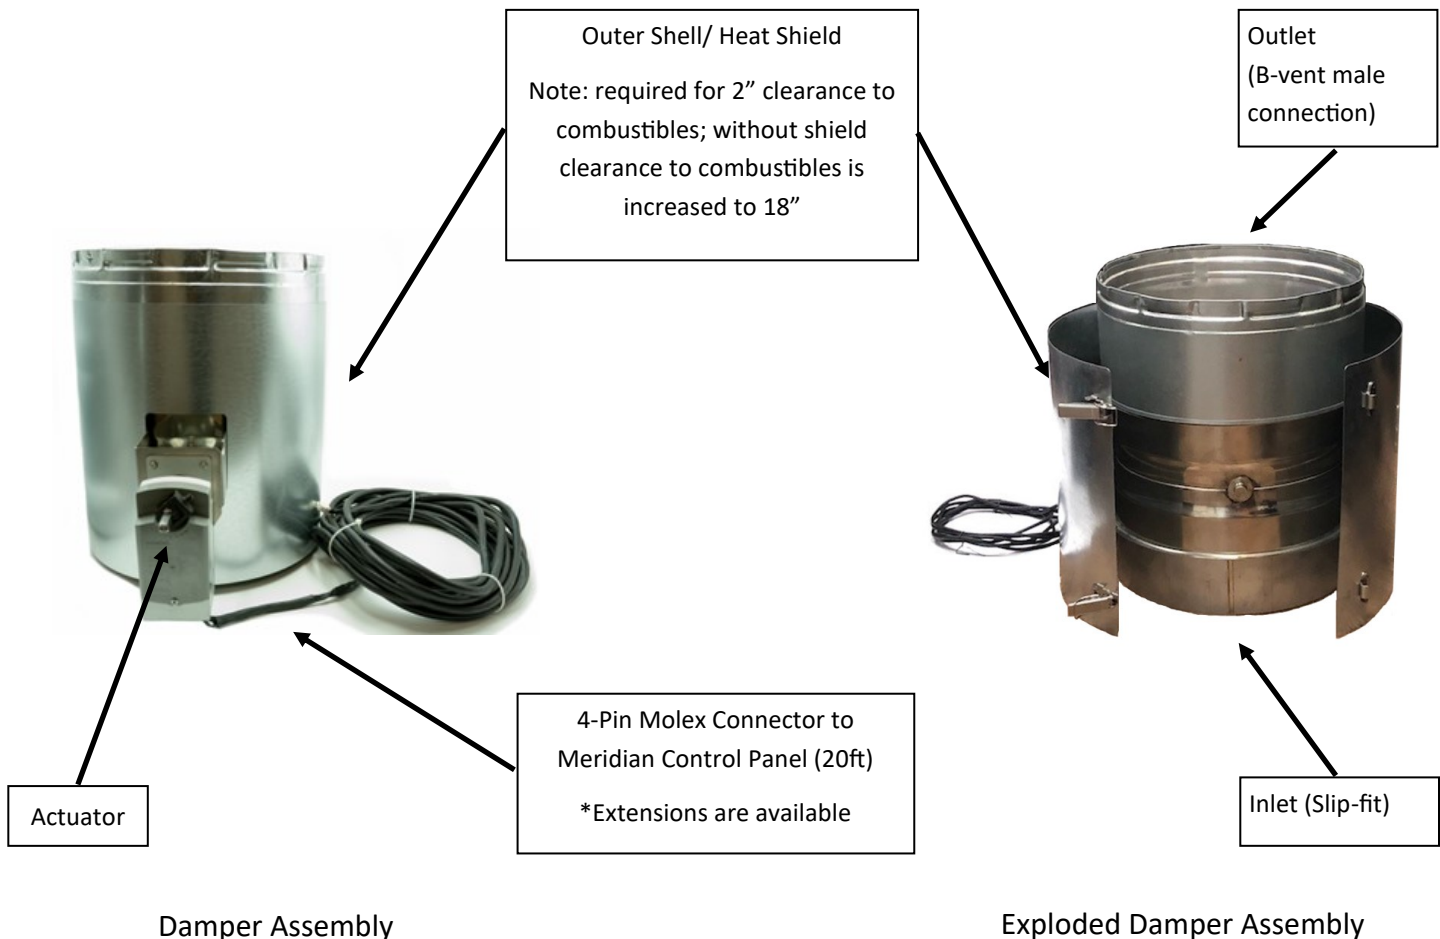 Outer Shell/ Heat Shield
Note: required for 2” clearance to
combustibles; without shield
clearance to combustibles is
increased to 18”
Outlet
(B-vent male
connection)
4-Pin Molex Connector to
Meridian Control Panel (20ft)
*Extensions are available
Actuator
Inlet (Slip-fit)
Damper Assembly
Exploded Damper Assembly